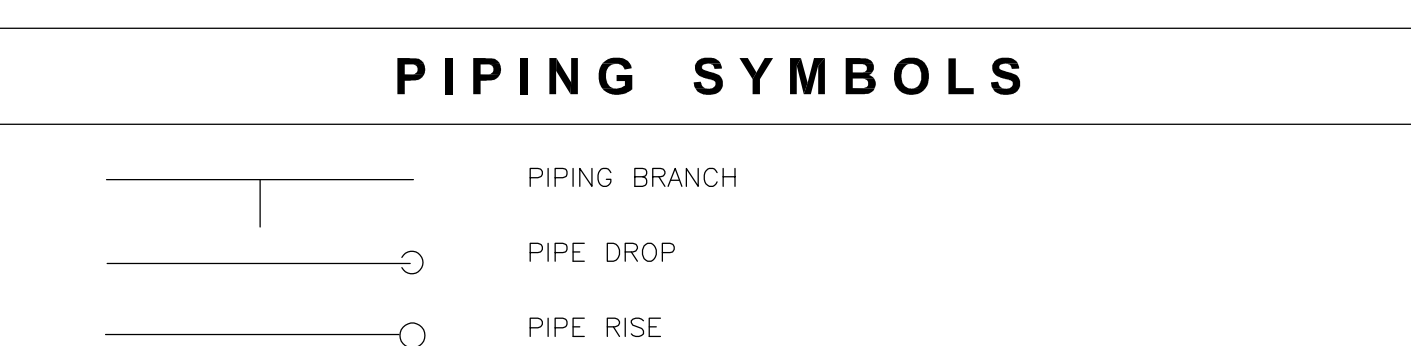 PIPING SYMBOLS
PIPING BRANCH
PIPE DROP
PIPE RISE